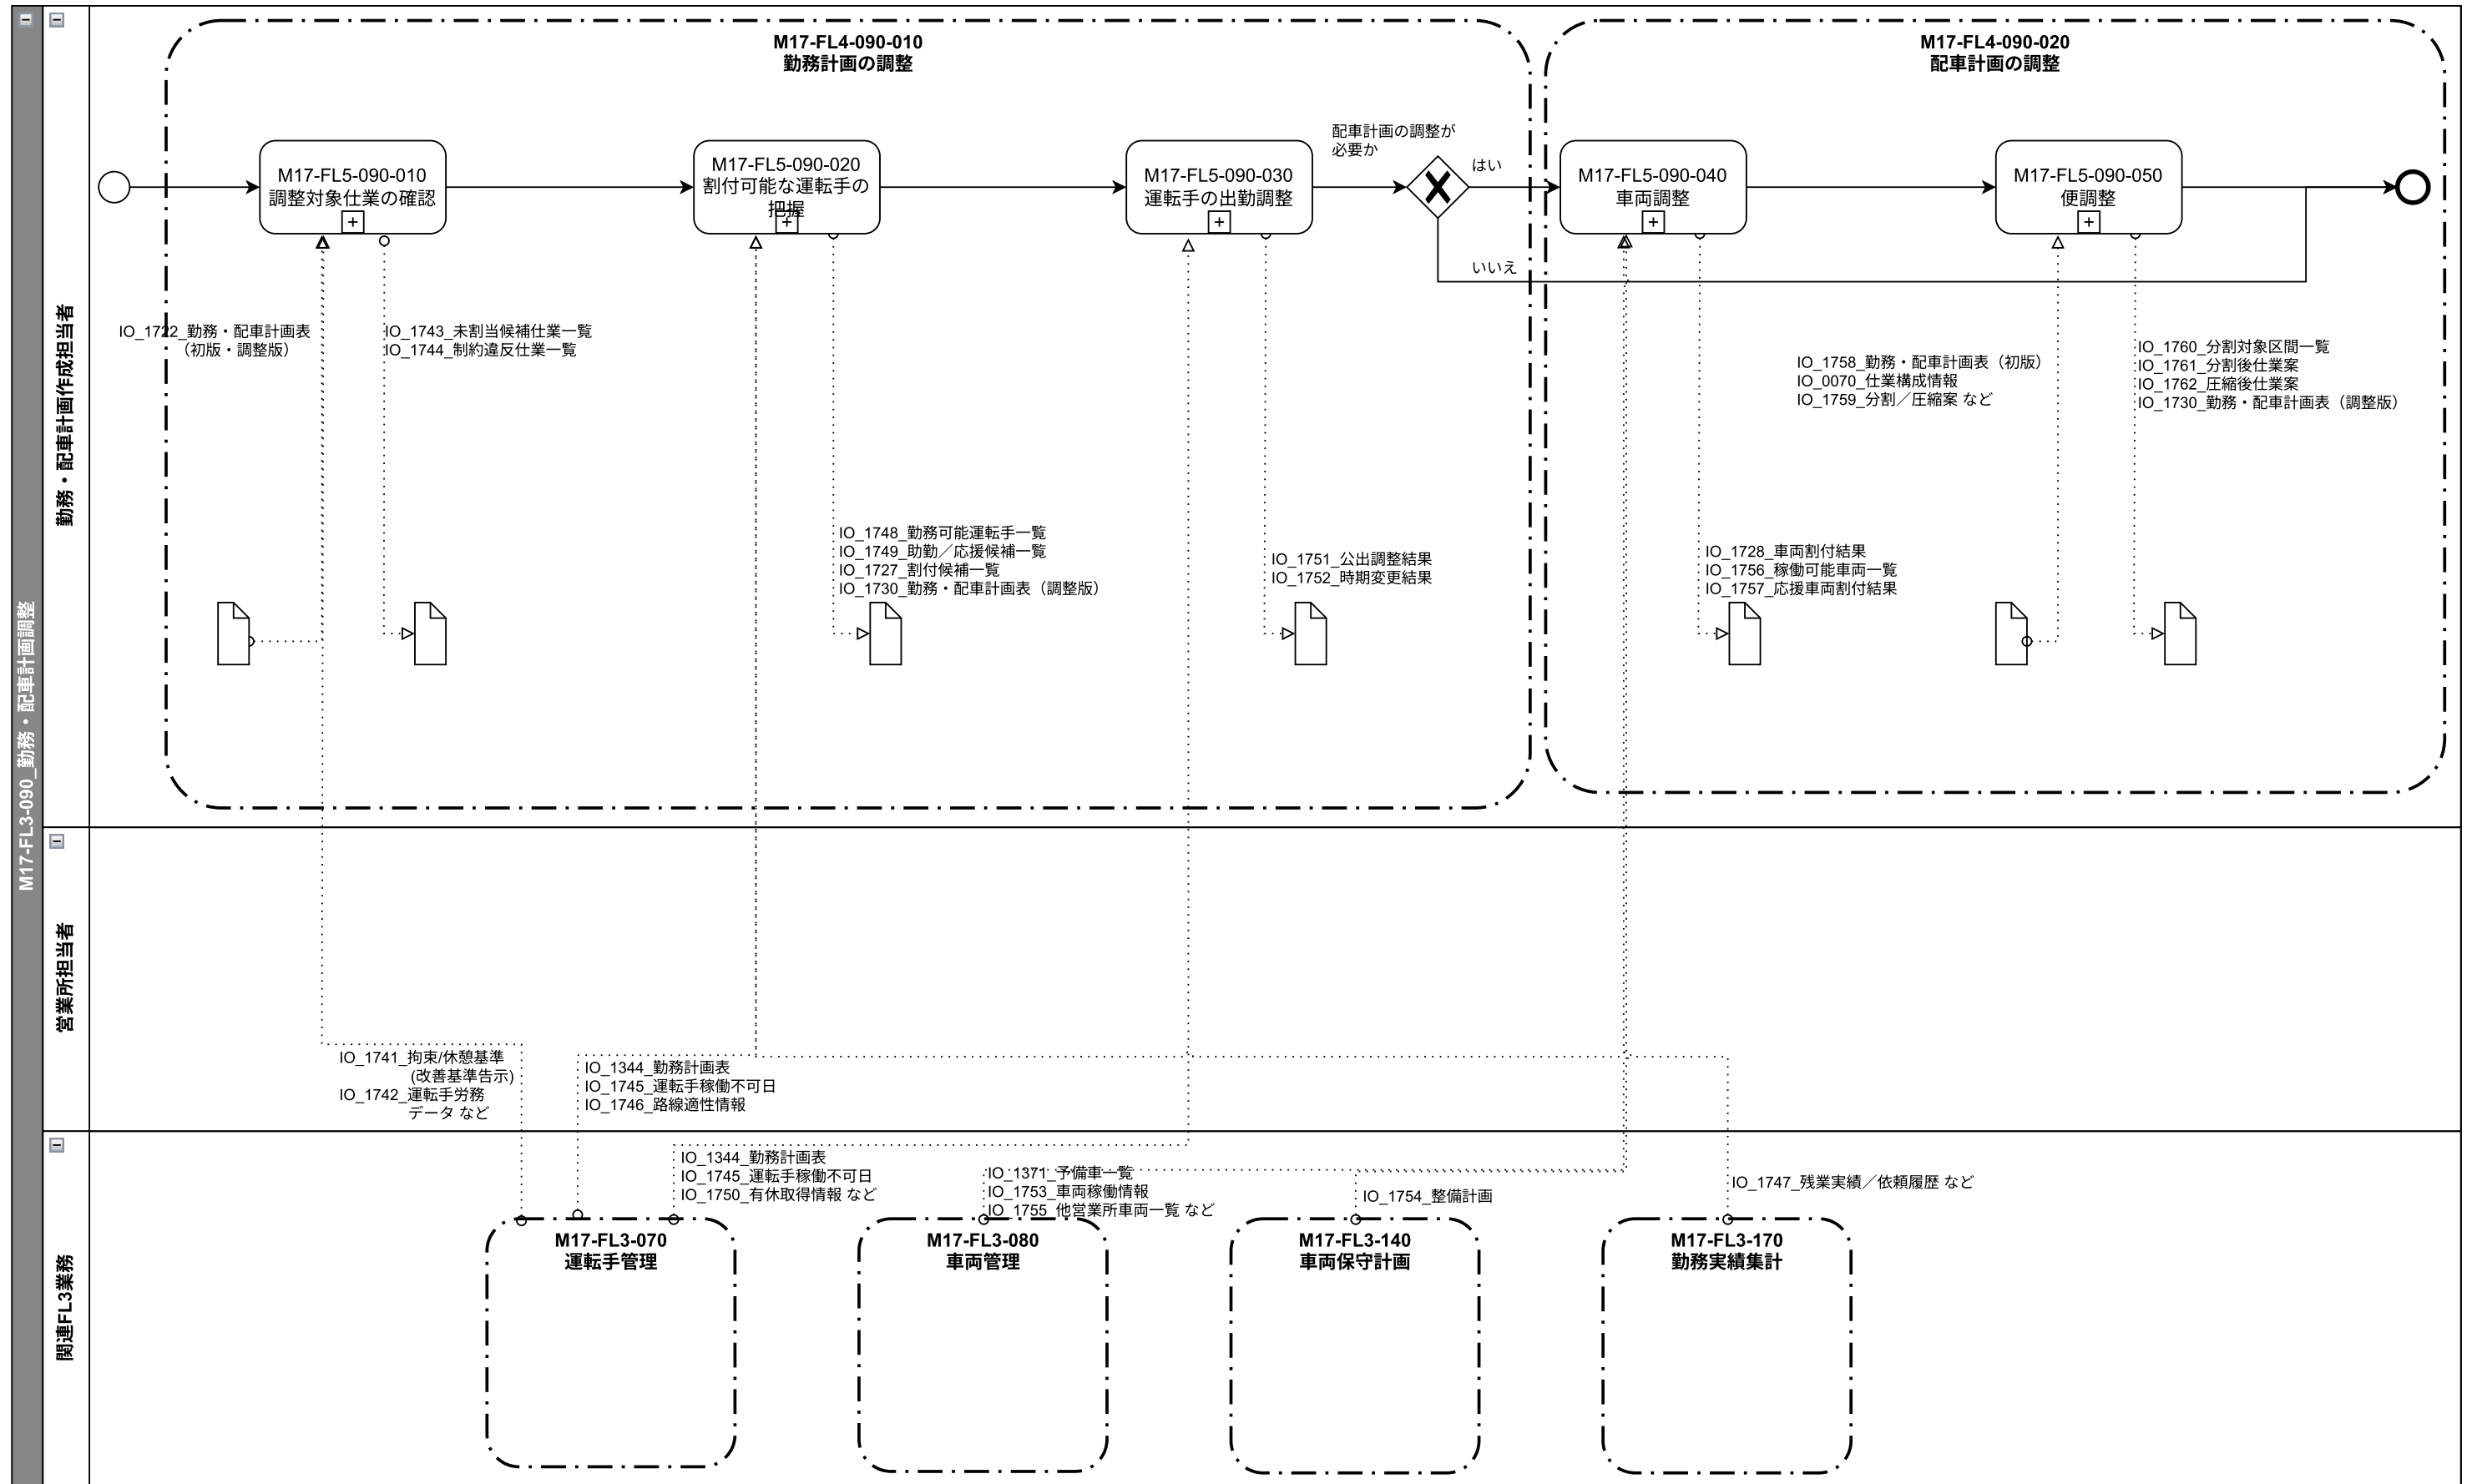 M17-FL3-090_勤務・配車計画調整
勤務・配車計画作成担当者
M17-FL4-090-010
勤務計画の調整
M17-FL4-090-020
配車計画の調整
M17-FL5-090-010
調整対象仕業の確認
M17-FL5-090-020
割付可能な運転手の
把握
M17-FL5-090-030
運転手の出勤調整
配車計画の調整が
必要か
はい
いいえ
M17-FL5-090-040
車両調整
M17-FL5-090-050
便調整
IO_1722_勤務・配車計画表
（初版・調整版）
IO_1743_未割当候補仕業一覧
IO_1744_制約違反仕業一覧
IO_1748_勤務可能運転手一覧
IO_1749_助勤／応援候補一覧
IO_1727_割付候補一覧
IO_1730_勤務・配車計画表（調整版）
IO_1751_公出調整結果
IO_1752_時期変更結果
IO_1728_車両割付結果
IO_1756_稼働可能車両一覧
IO_1757_応援車両割付結果
IO_1758_勤務・配車計画表（初版）
IO_0070_仕業構成情報
IO_1759_分割／圧縮案 など
IO_1760_分割対象区間一覧
IO_1761_分割後仕業案
IO_1762_圧縮後仕業案
IO_1730_勤務・配車計画表（調整版）
営業所担当者
IO_1741_拘束/休憩基準
(改善基準告示)
IO_1742_運転手労務
データ など
IO_1344_勤務計画表
IO_1745_運転手稼働不可日
IO_1746_路線適性情報
関連FL3業務
IO_1344_勤務計画表
IO_1745_運転手稼働不可日
IO_1750_有休取得情報 など
IO_1371_予備車一覧
IO_1753_車両稼働情報
IO_1755_他営業所車両一覧 など
IO_1754_整備計画
IO_1747_残業実績／依頼履歴 など
M17-FL3-070
運転手管理
M17-FL3-080
車両管理
M17-FL3-140
車両保守計画
M17-FL3-170
勤務実績集計